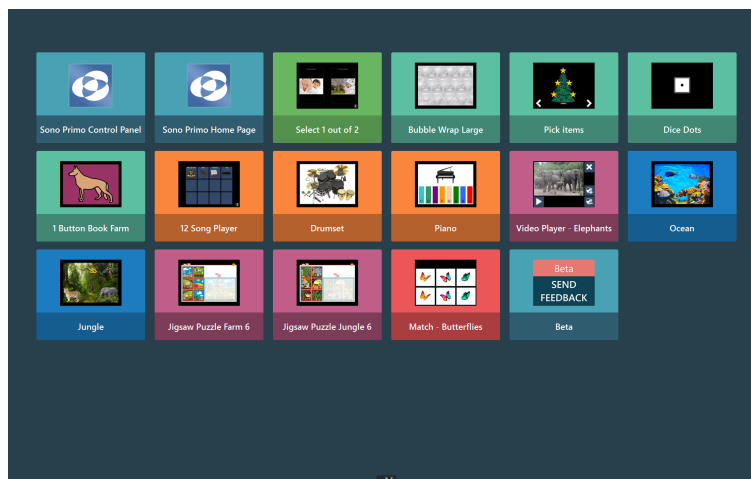 Sono Primo Control Panel
Sono Primo Home Page
Select 1 out of 2
Bubble Wrap Large
Pick items
Dice Dots
1 Button Book Farm
12 Song Player
Drumset
Piano
Video Player - Elephants
Ocean
Jungle
Jigsaw Puzzle Farm 6
Jigsaw Puzzle Jungle 6
Match - Butterflies
Beta
SEND
FEEDBACK
Beta